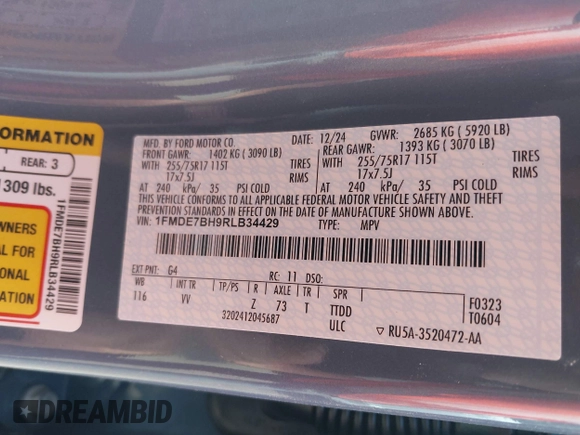 FORMATION
REAR: 3
1309 lbs.
WNERS
AL FOR
ONAL
ON
1FMDE7BH9RLB34429
MFD. BY FORD MOTOR CO.
12/24
GVWR: 2685 KG ( 5920 LB)
FRONT GAWR: 1402 KG ( 3090 LB)
REAR GAWR: 1393 KG ( 3070 LB)
WITH 255/75R17 115T TIRES
WITH 255/75R17 115T TIRES
17x7.5J RIMS
17x7.5J RIMS
AT 240 kPa/ 35 PSI COLD
AT 240 kPa/ 35 PSI COLD
THIS VEHICLE CONFORMS TO ALL APPLICABLE FEDERAL MOTOR VEHICLE SAFETY AND THEFT PREVENTION STANDARDS IN EFFECT ON THE DATE OF MANUFACTURE SHOWN ABOVE.
VIN: 1FMDE7BH9RLB34429
TYPE: MPV
EXT PNT: G4
RC: 11 DSO:
WB INT TR TP/PS R AXLE TR SPR
116 VV Z 73 T TTDD
ULC
3202412045687
F0323
T0604
RU5A-3520472-AA
DREAMBID